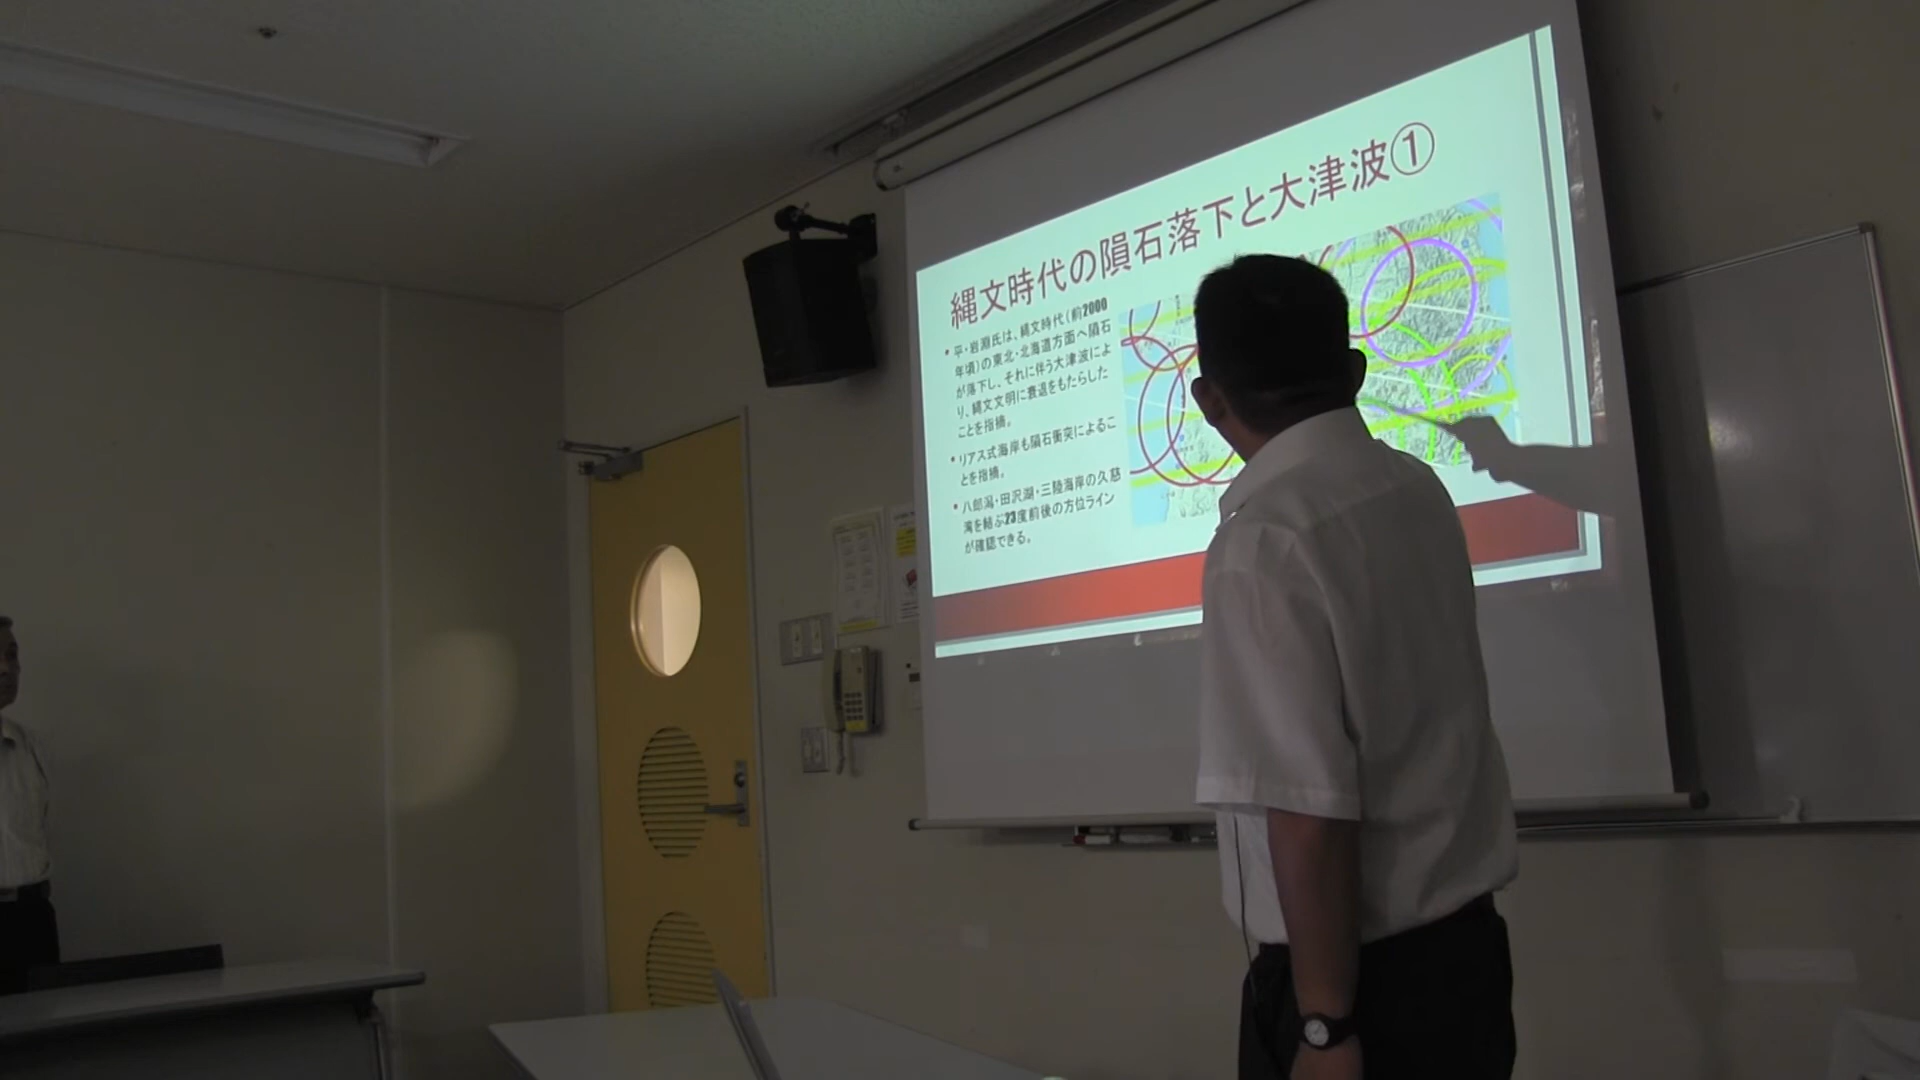 縄文時代の隕石落下と大津波①
• 平・岩淵氏は、縄文時代（前2000
年頃）の東北・北海道方面へ隕石
が落下し、それに伴う大津波によ
り、縄文文明に衰退をもたらした
ことを指摘。
• リアス式海岸も隕石衝突によるこ
とを指摘。
• 八郎潟・田沢湖・三陸海岸の久慈
湾を結ぶ23度前後の方位ライン
が確認できる。